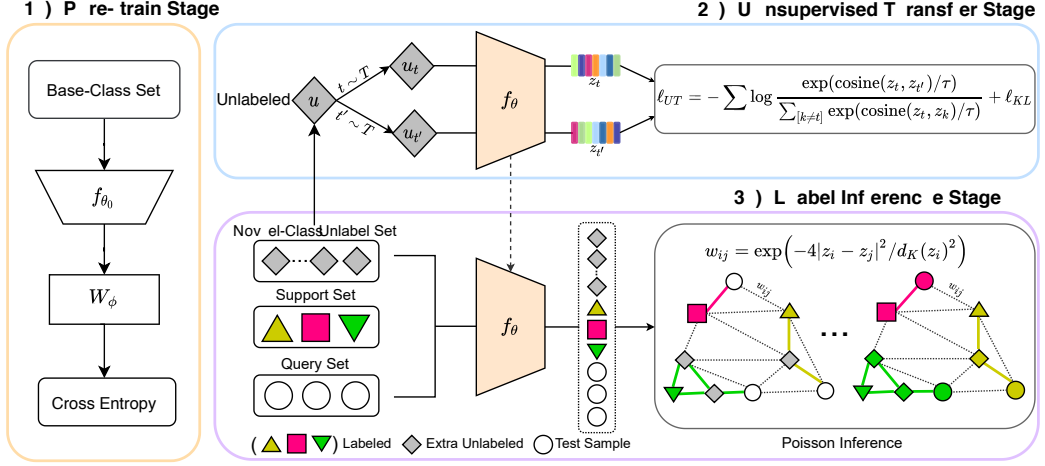 1 ) P re- train Stage
Base-Class Set
f_{θ_0}
W_ϕ
Cross Entropy
2 ) U nsupervised T ransf er Stage
Unlabeled
u
t ~ T
t' ~ T
u_t
u_{t'}
f_θ
z_t
z_{t'}
ℓ_{UT} = − ∑ log exp(cosine(z_t, z_{t'})/τ) / ∑_{[k≠t]} exp(cosine(z_t, z_k)/τ) + ℓ_{KL}
3 ) L abel Inf erenc e Stage
Nov el-Class Unlabel Set
Support Set
Query Set
f_θ
w_{ij} = exp(−4|z_i − z_j|^2/d_K(z_i)^2)
w_{ij}
w_{ij}
...
Poisson Inference
( ) Labeled
Extra Unlabeled
Test Sample